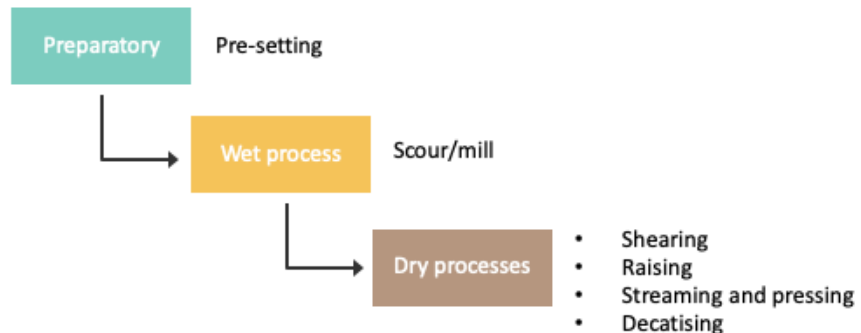 Preparatory
Pre-setting
Wet process
Scour/mill
Dry processes
• Shearing
• Raising
• Streaming and pressing
• Decatising